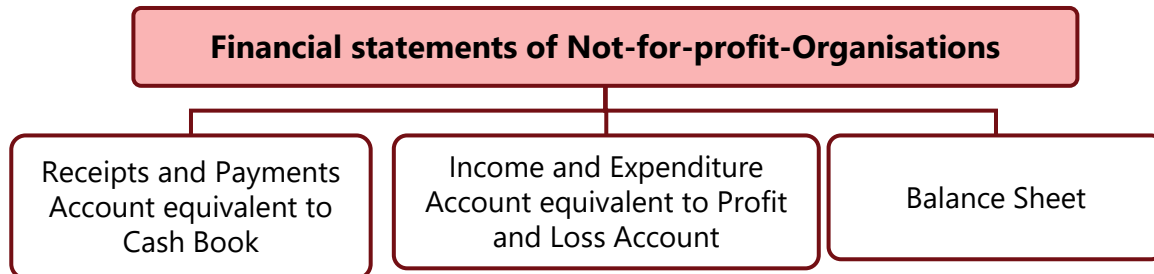 Financial statements of Not-for-profit-Organisations
Receipts and Payments
Account equivalent to
Cash Book
Income and Expenditure
Account equivalent to Profit
and Loss Account
Balance Sheet